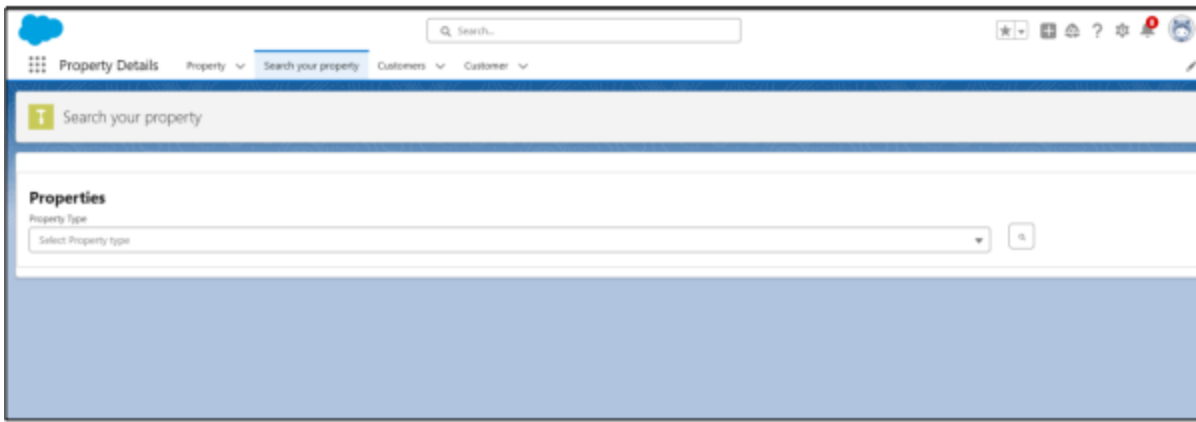 Search...
Property Details Property Search your property Customers Customer
Search your property
Properties
Property Type
Select Property type